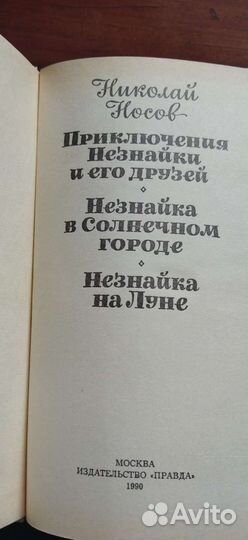 Николай
Носов
Приключения
Незнайки
и его друзей
Незнайка
в Солнечном
городе
Незнайка
на Луне
МОСКВА
ИЗДАТЕЛЬСТВО «ПРАВДА»
1990
Avito